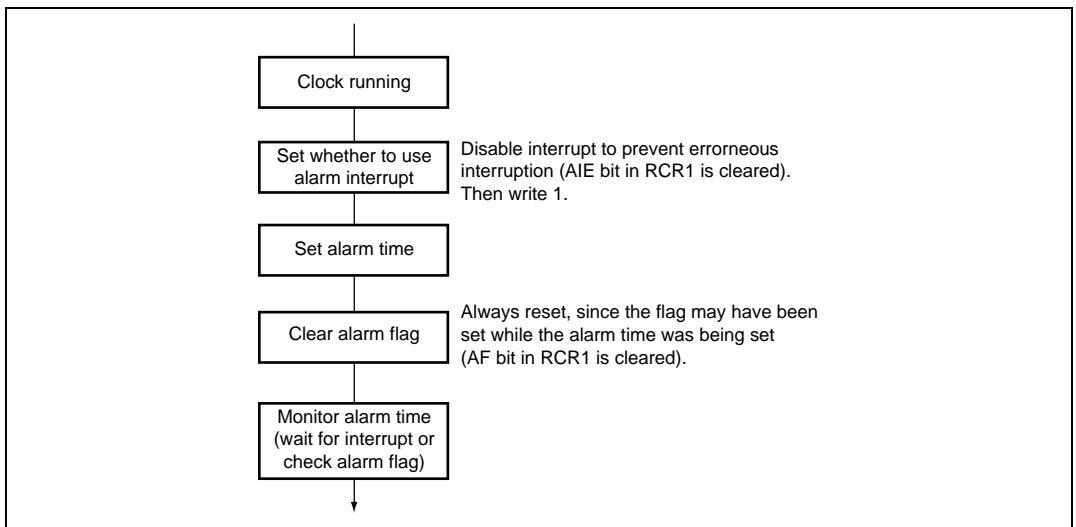 Clock running
Set whether to use
alarm interrupt
Disable interrupt to prevent errorneous
interruption (AIE bit in RCR1 is cleared).
Then write 1.
Set alarm time
Clear alarm flag
Always reset, since the flag may have been
set while the alarm time was being set
(AF bit in RCR1 is cleared).
Monitor alarm time
(wait for interrupt or
check alarm flag)